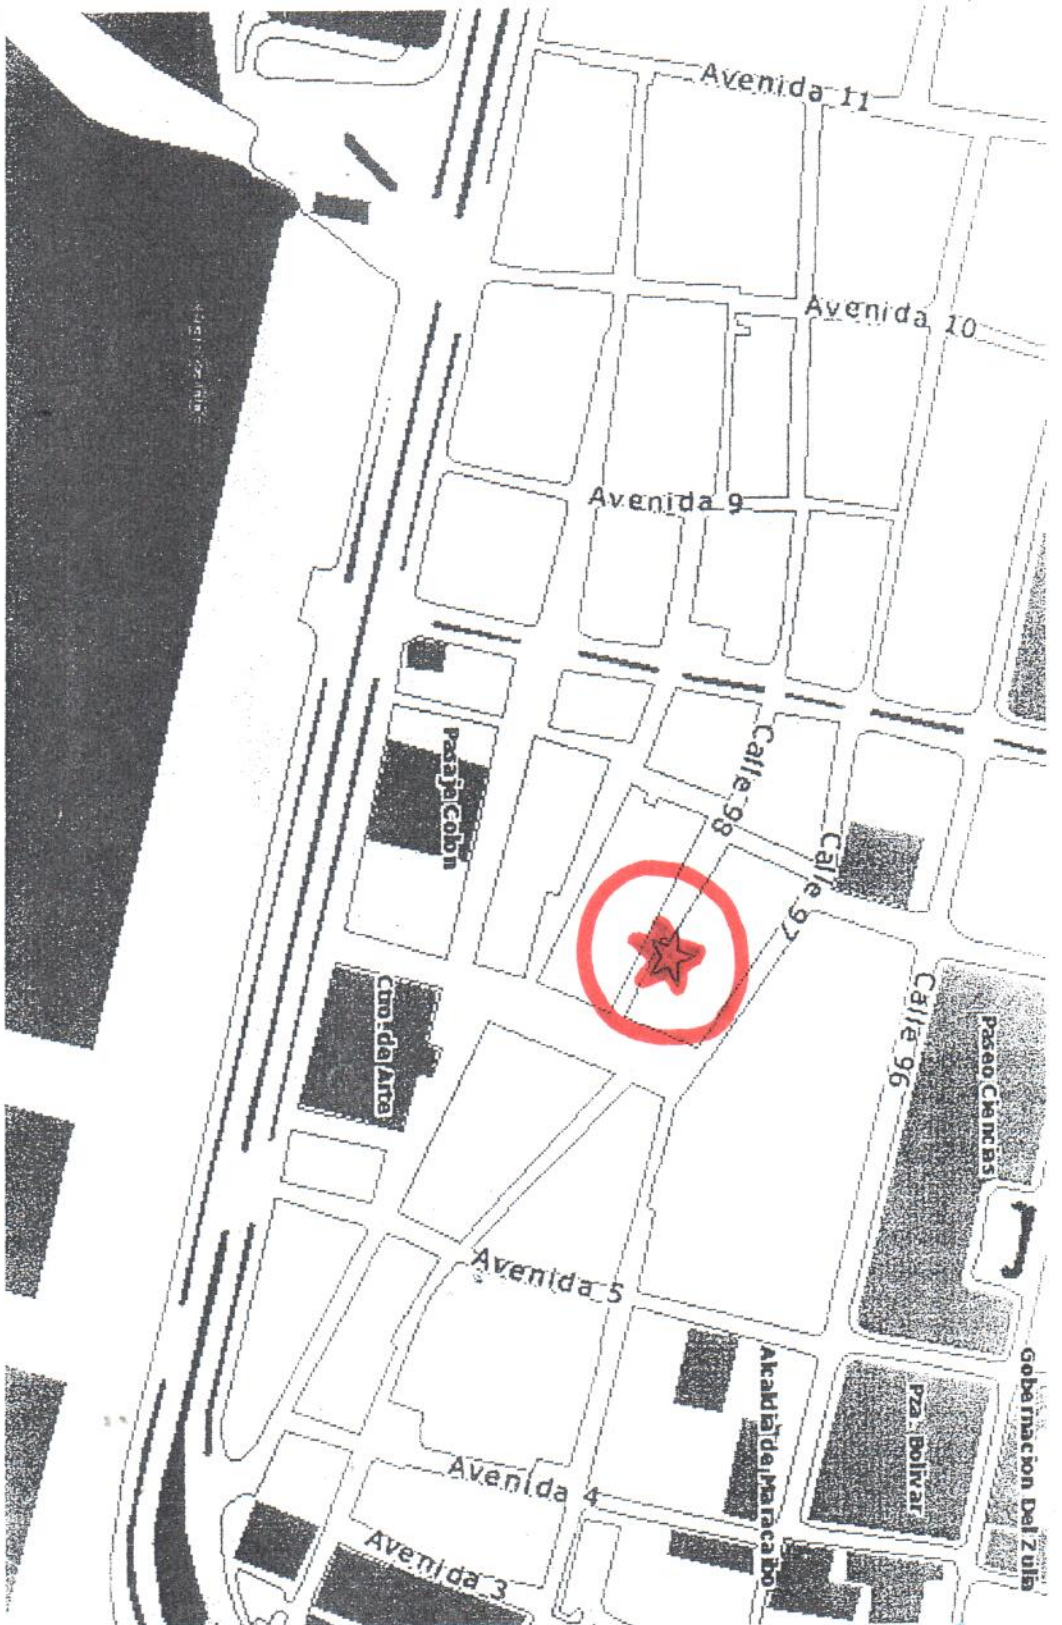 Avenida 11
Avenida 10
Avenida 9
Calle 98
Calle 97
Calle 96
Pasaje Colon
Ctro. de Arte
Paseo Ciencias
Avenida 5
Gobernacion Del Zulia
Pza. Bolivar
Alcaldia de Maracaibo
Avenida 4
Avenida 3